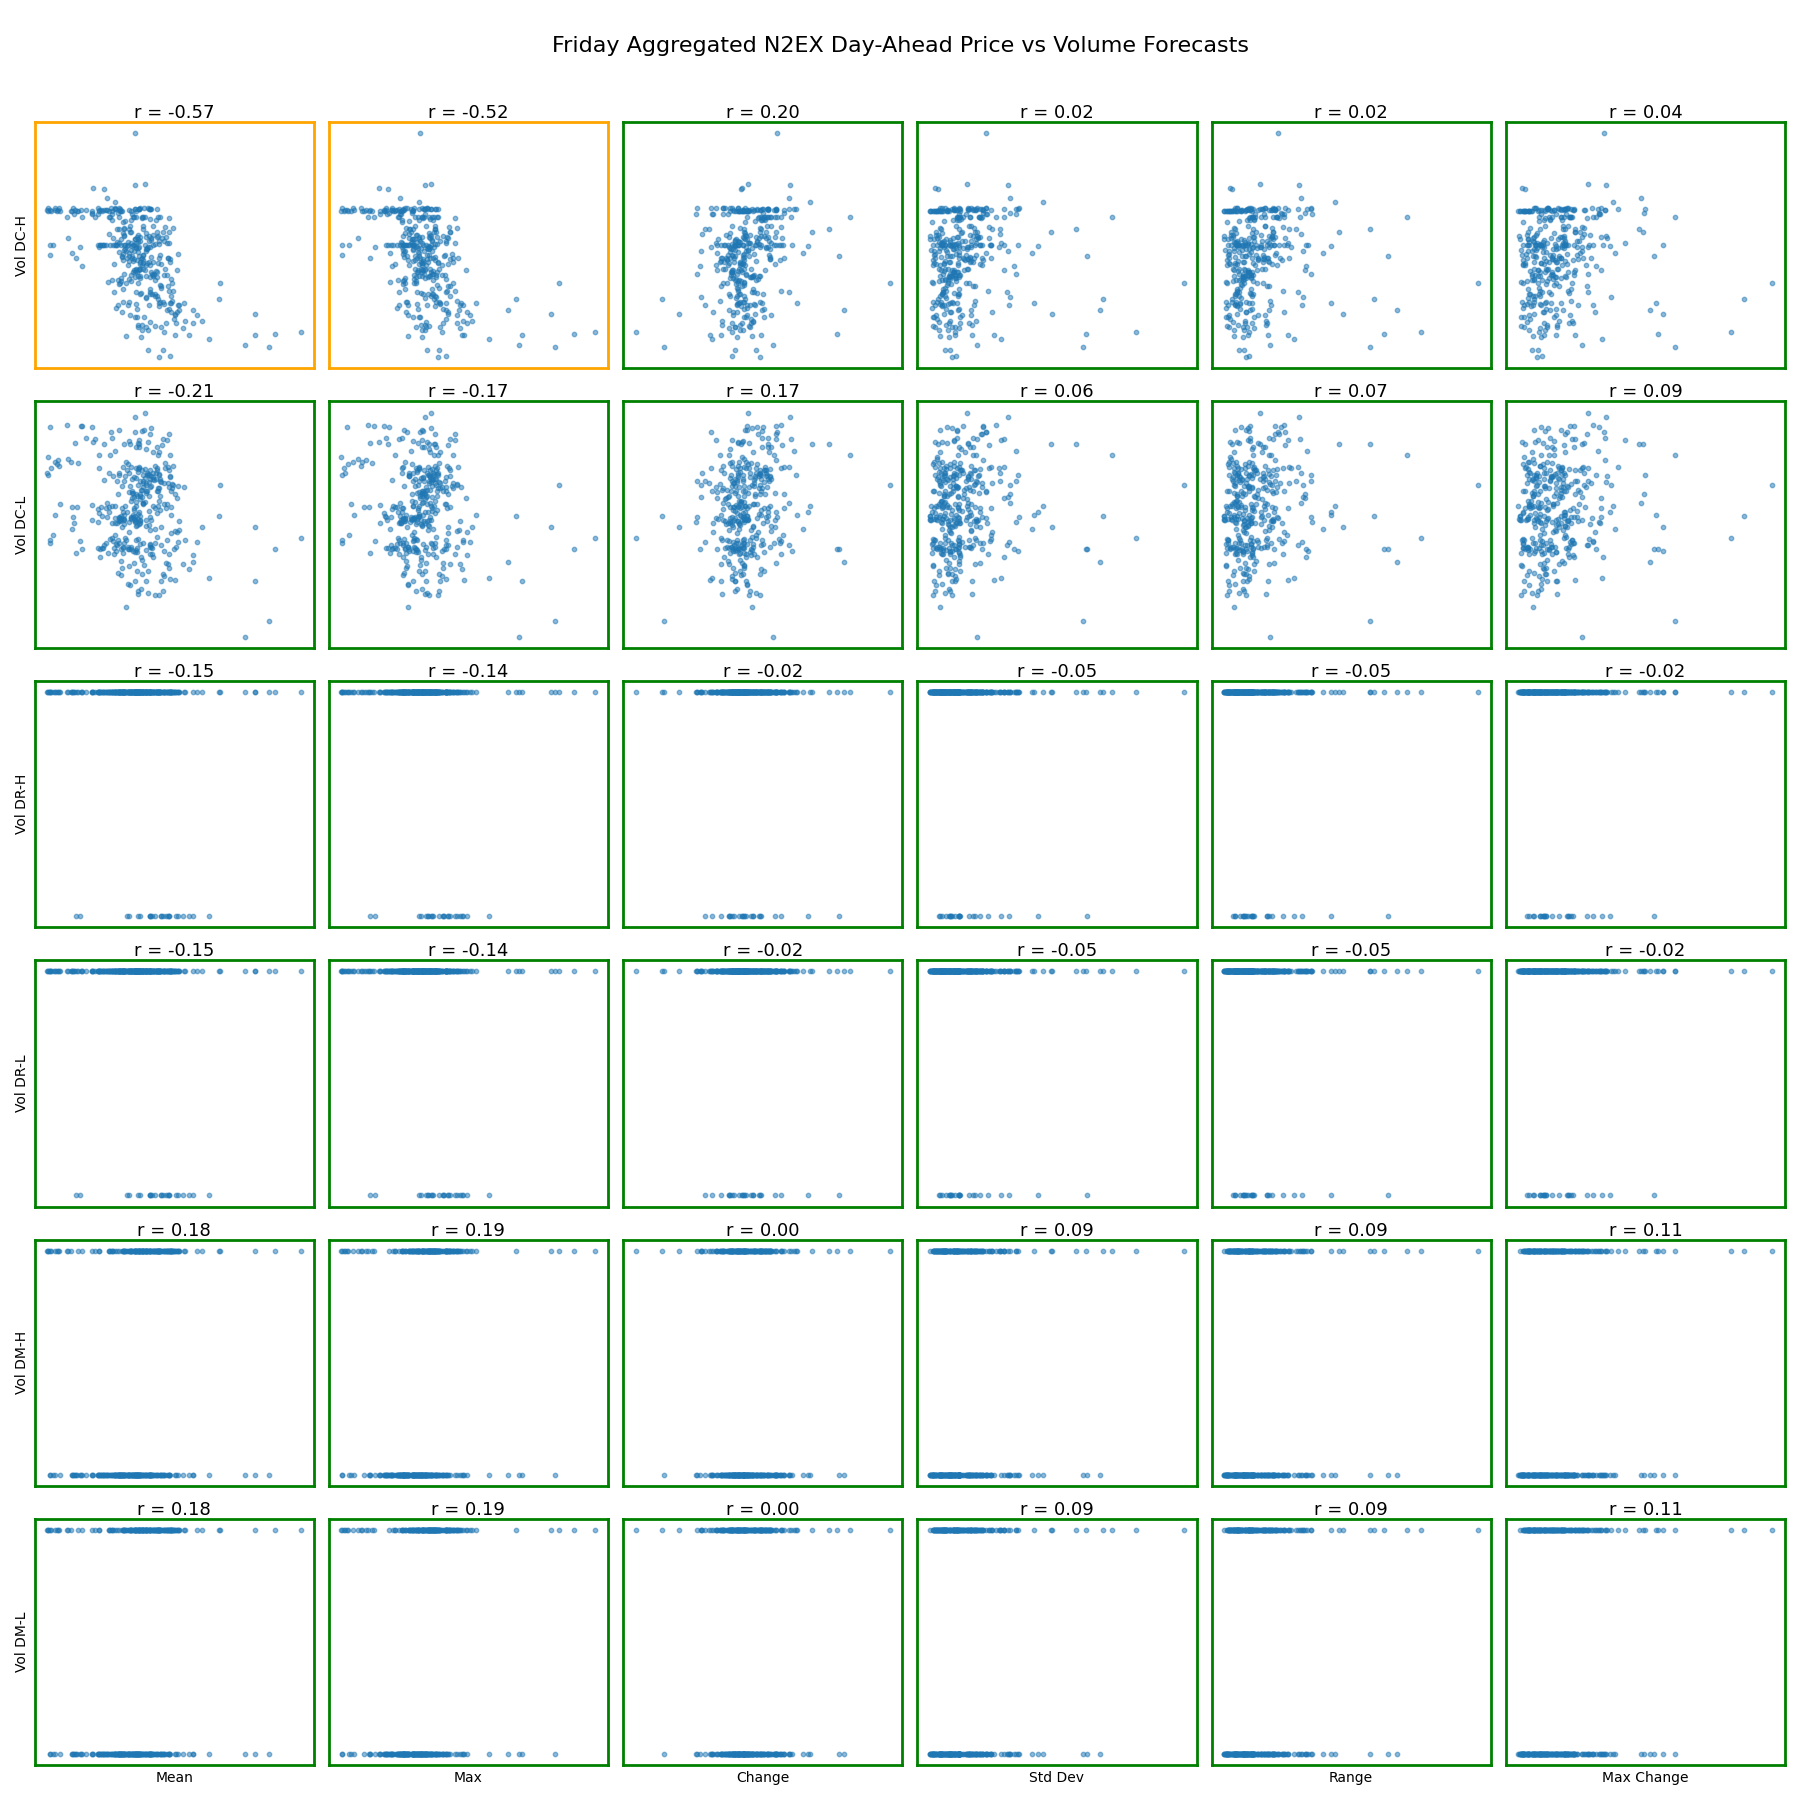 Friday Aggregated N2EX Day-Ahead Price vs Volume Forecasts
r = -0.57
r = -0.52
r = 0.20
r = 0.02
r = 0.02
r = 0.04
Vol DC-H
r = -0.21
r = -0.17
r = 0.17
r = 0.06
r = 0.07
r = 0.09
Vol DC-L
r = -0.15
r = -0.14
r = -0.02
r = -0.05
r = -0.05
r = -0.02
Vol DR-H
r = -0.15
r = -0.14
r = -0.02
r = -0.05
r = -0.05
r = -0.02
Vol DR-L
r = 0.18
r = 0.19
r = 0.00
r = 0.09
r = 0.09
r = 0.11
Vol DM-H
r = 0.18
r = 0.19
r = 0.00
r = 0.09
r = 0.09
r = 0.11
Vol DM-L
Mean
Max
Change
Std Dev
Range
Max Change